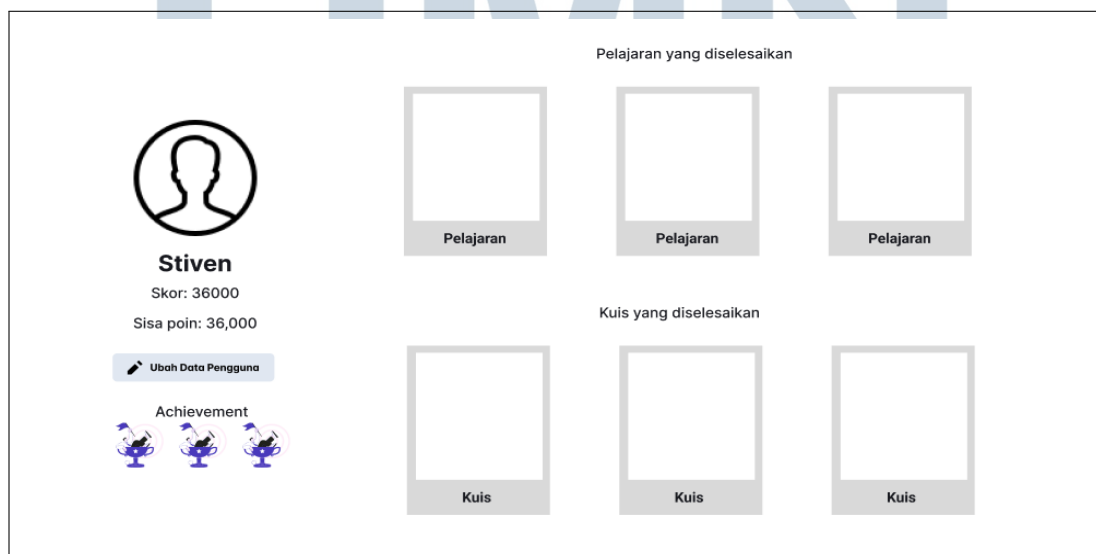 Pelajaran yang diselesaikan
Pelajaran
Pelajaran
Pelajaran
Stiven
Skor: 36000
Sisa poin: 36,000
Ubah Data Pengguna
Achievement
Kuis yang diselesaikan
Kuis
Kuis
Kuis